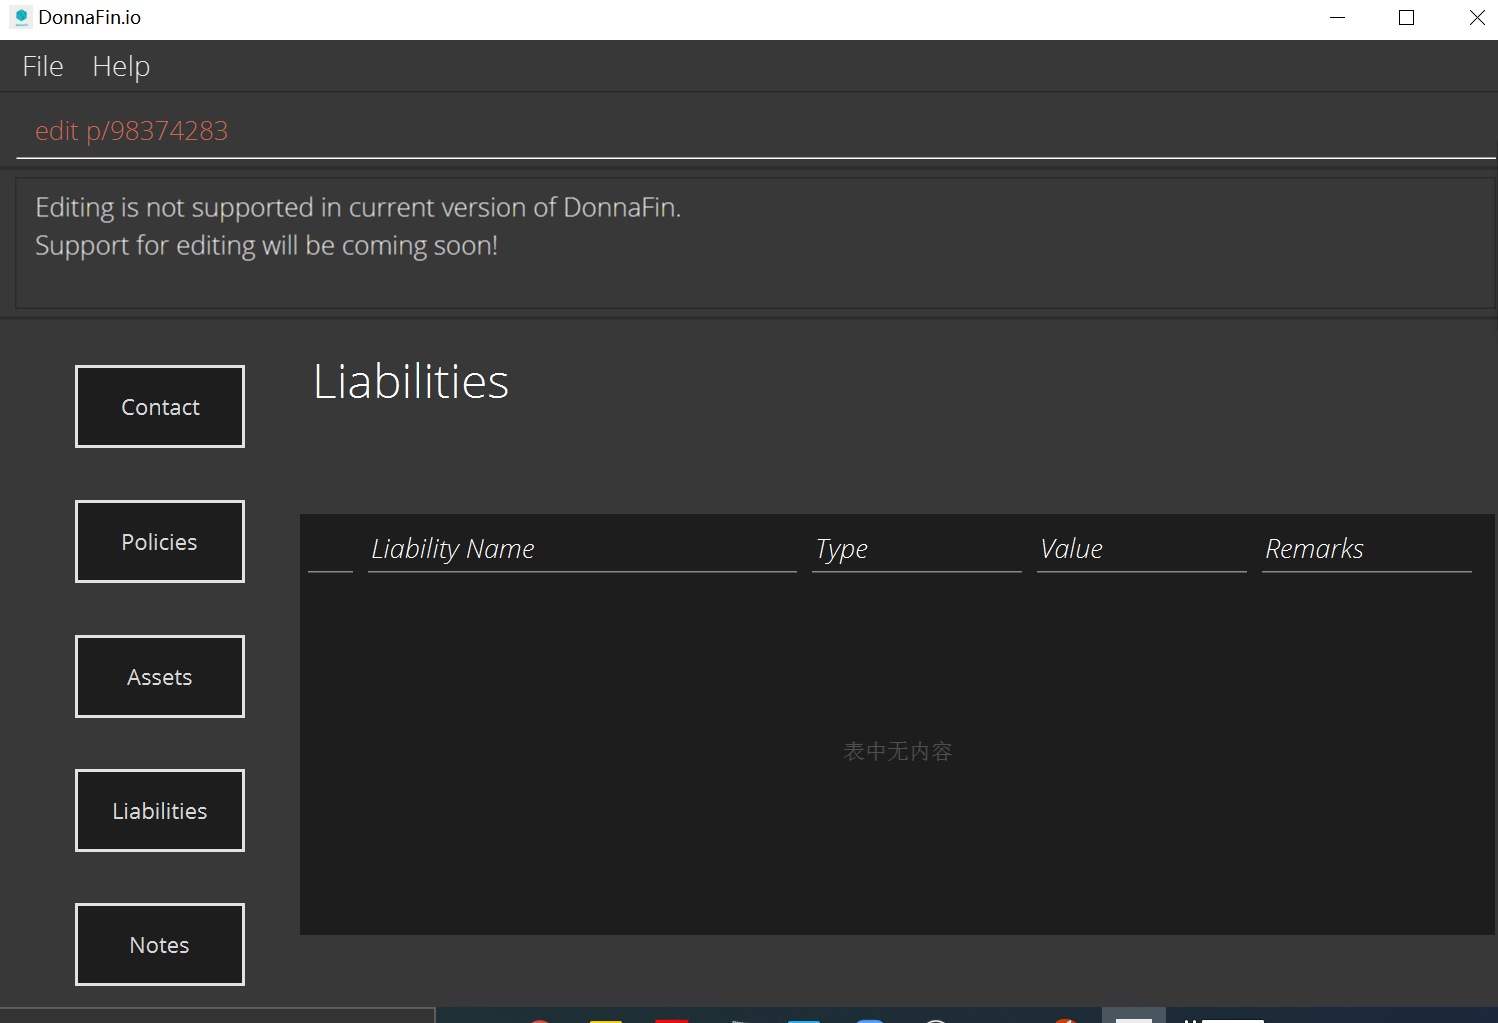 DonnaFin.io
File Help
edit p/98374283
Editing is not supported in current version of DonnaFin.
Support for editing will be coming soon!
Contact
Policies
Assets
Liabilities
Notes
Liabilities
Liability Name Type Value Remarks
表中无内容